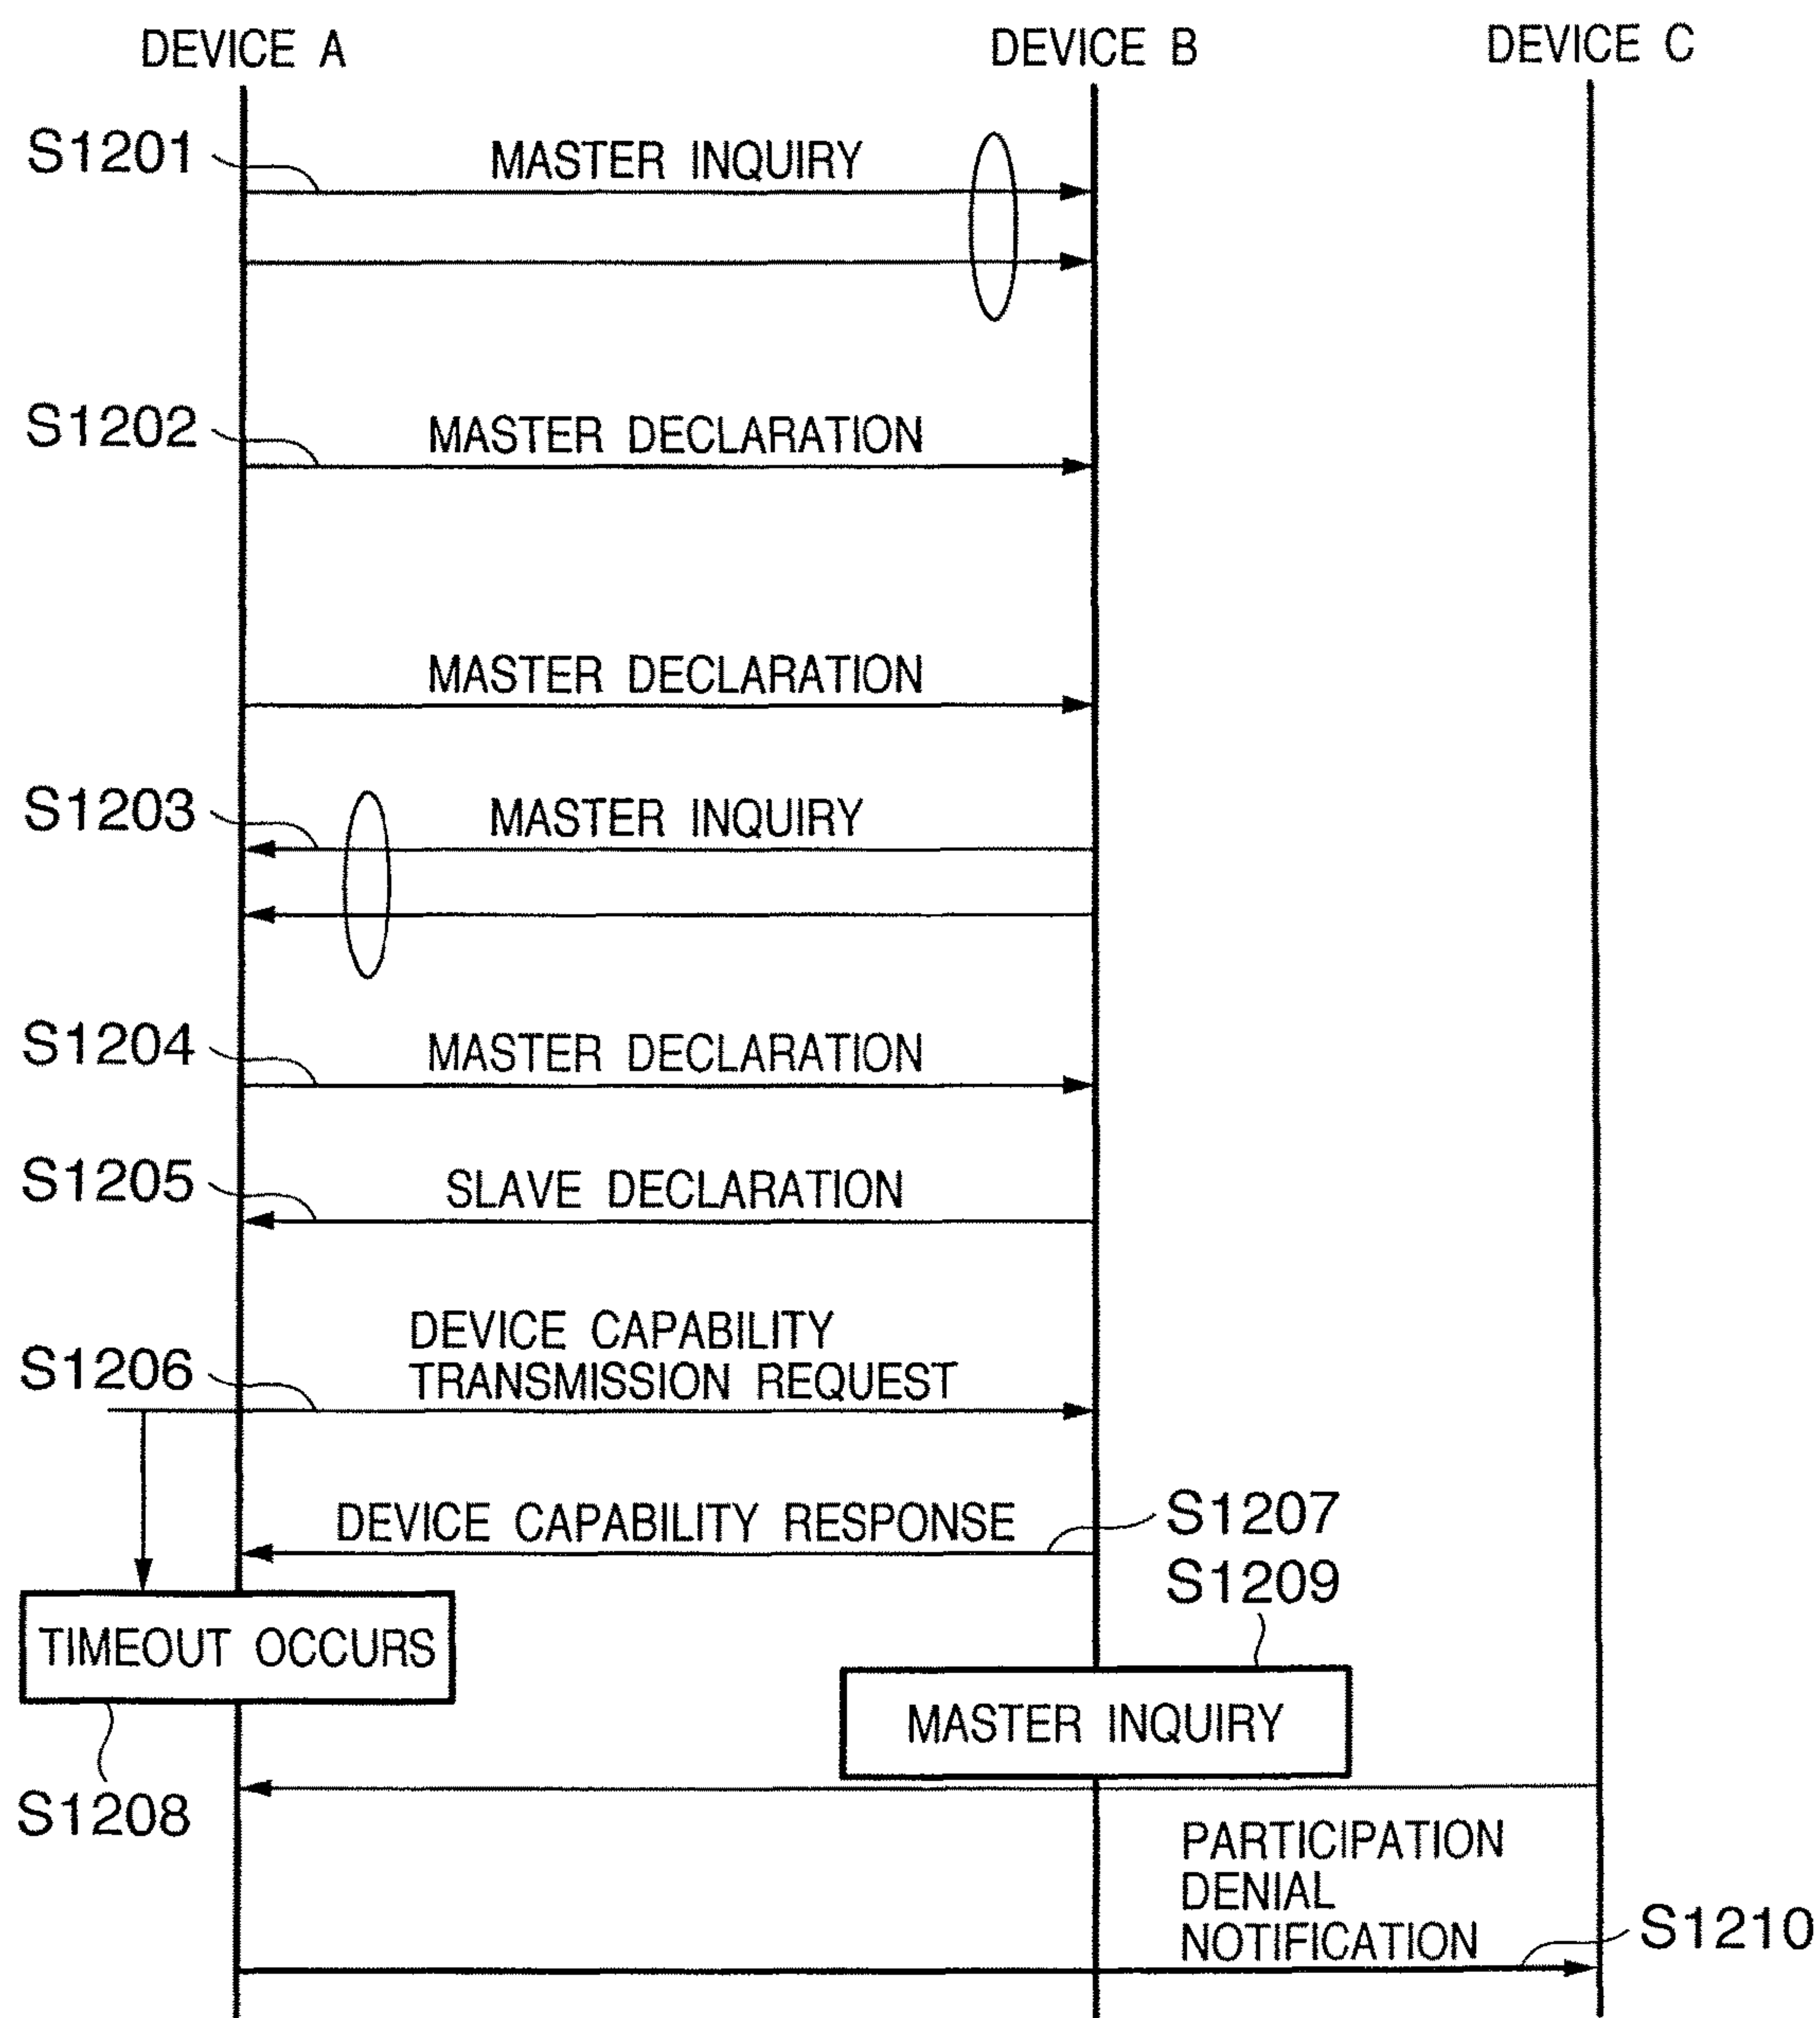 DEVICE A
DEVICE B
DEVICE C
S1201
MASTER INQUIRY
S1202
MASTER DECLARATION
MASTER DECLARATION
S1203
MASTER INQUIRY
S1204
MASTER DECLARATION
S1205
SLAVE DECLARATION
S1206
DEVICE CAPABILITY
TRANSMISSION REQUEST
DEVICE CAPABILITY RESPONSE
S1207
S1209
TIMEOUT OCCURS
MASTER INQUIRY
S1208
PARTICIPATION
DENIAL
NOTIFICATION
S1210